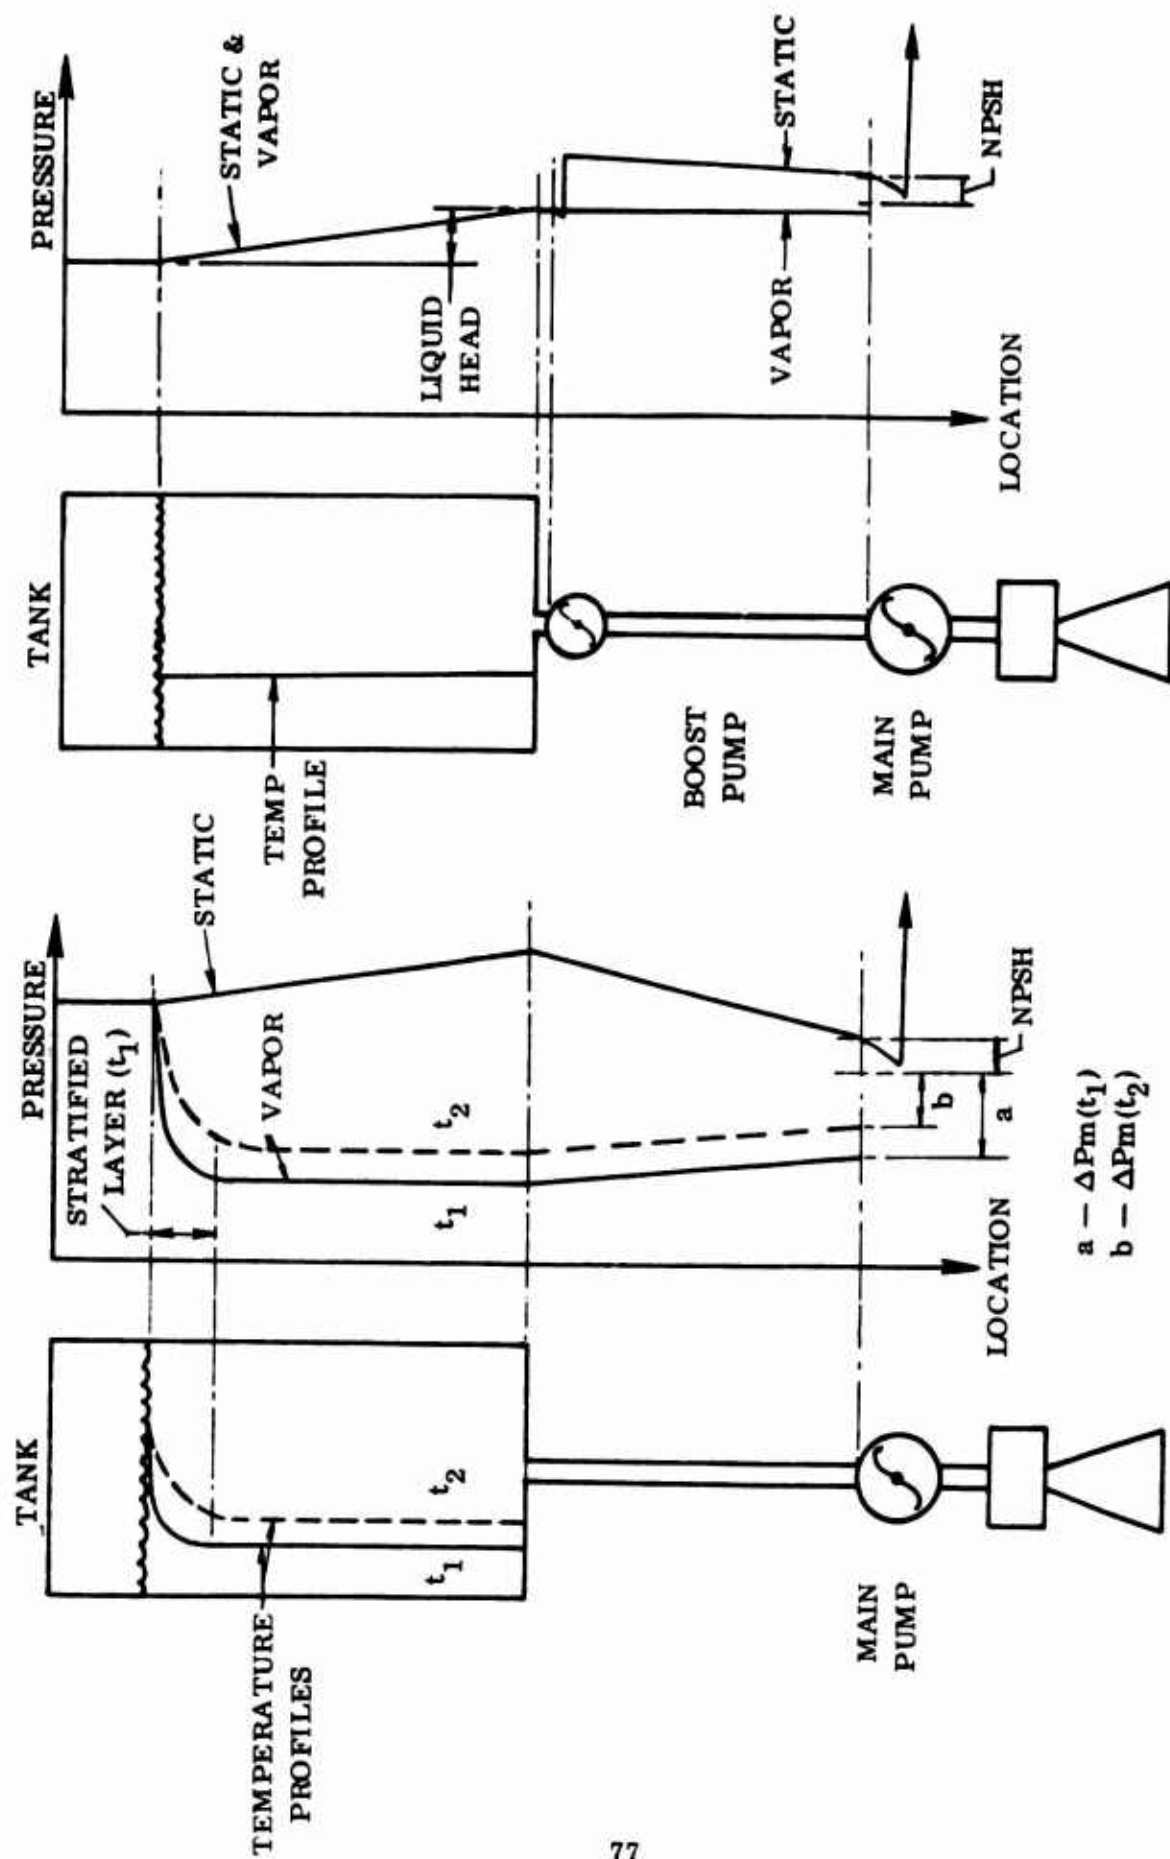 TANK
PRESSURE
STATIC &
VAPOR
TEMP
PROFILE
LIQUID
HEAD
BOOST
PUMP
VAPOR
STATIC
MAIN
PUMP
NPSH
LOCATION
TANK
PRESSURE
STRATIFIED
LAYER (t1)
STATIC
VAPOR
t2
t1
TEMPERATURE
PROFILES
t1
t2
MAIN
PUMP
LOCATION
NPSH
b
a
a — ΔPm(t1)
b — ΔPm(t2)
77